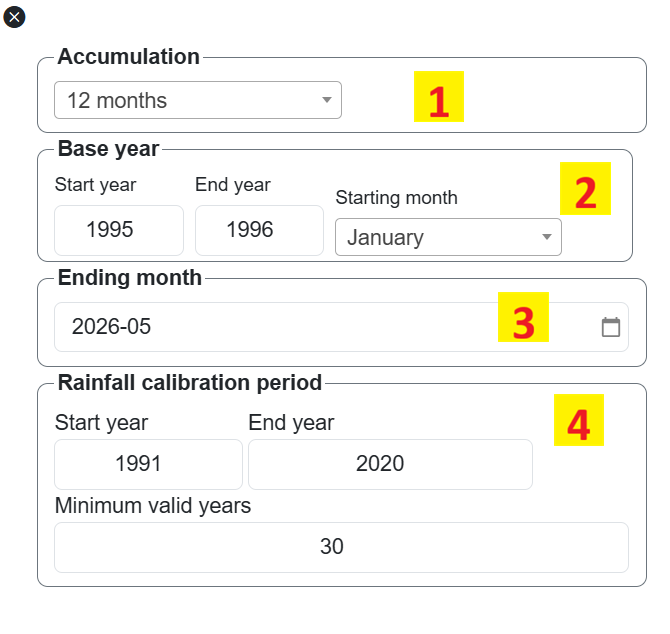 Accumulation
12 months
1
Base year
Start year End year
Starting month
2
1995 1996 January
Ending month
2026-05
3
Rainfall calibration period
Start year End year
4
1991 2020
Minimum valid years
30